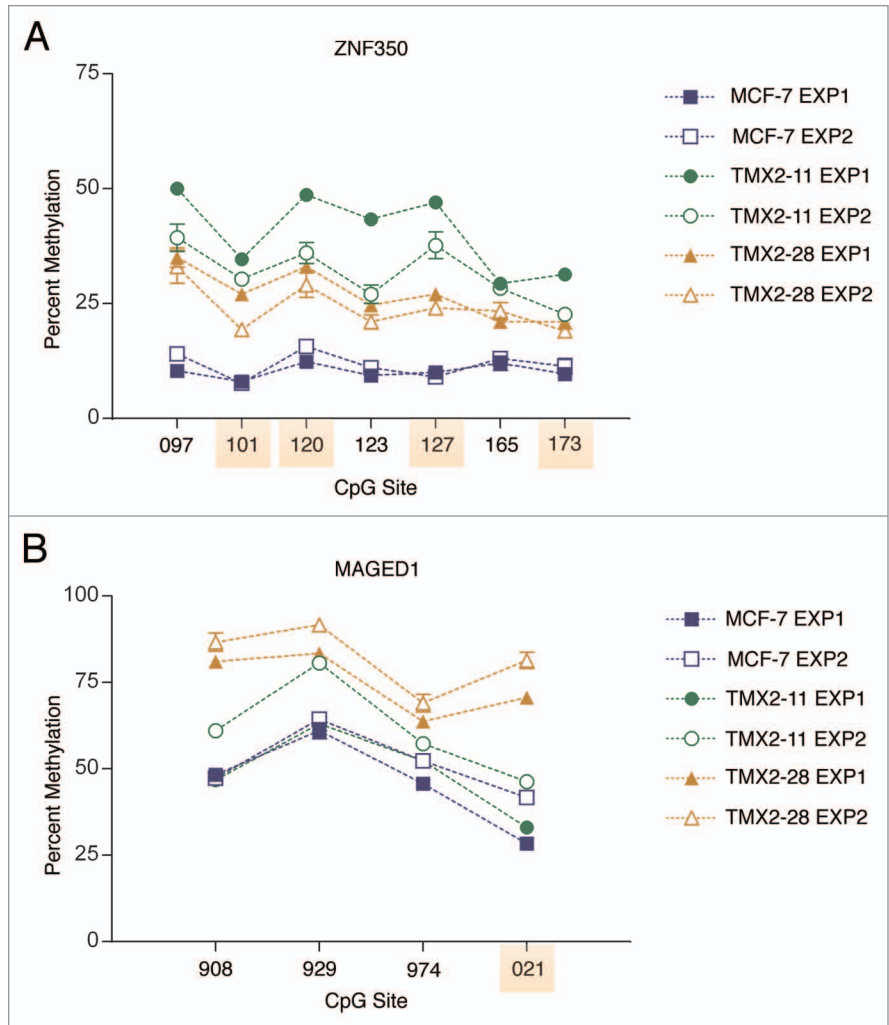 A
ZNF350
75
50
25
0
Percent Methylation
097 101 120 123 127 165 173
CpG Site
MCF-7 EXP1
MCF-7 EXP2
TMX2-11 EXP1
TMX2-11 EXP2
TMX2-28 EXP1
TMX2-28 EXP2
B
MAGED1
100
75
50
25
0
Percent Methylation
908 929 974 021
CpG Site
MCF-7 EXP1
MCF-7 EXP2
TMX2-11 EXP1
TMX2-11 EXP2
TMX2-28 EXP1
TMX2-28 EXP2